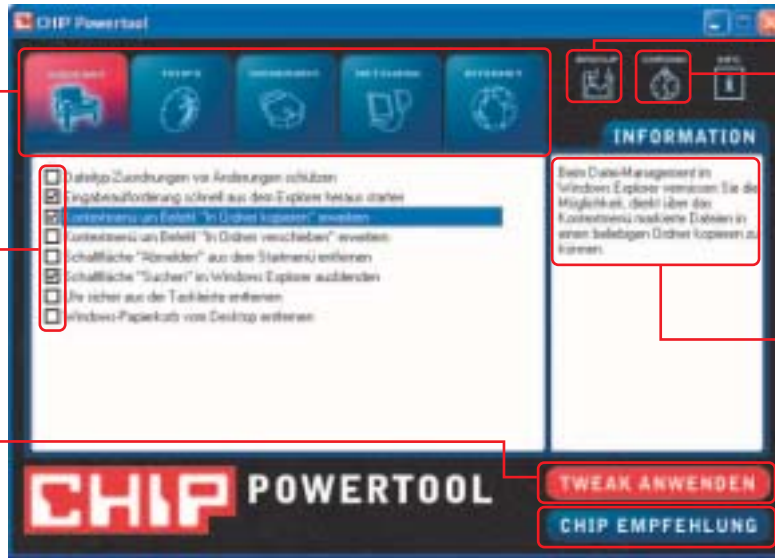 CHIP Powertool
INFO
INFORMATION
Dateityp-Zuordnungen vor Änderungen schützen
Eingabeaufforderung schnell aus dem Explorer heraus starten
Kontextmenü um Befehl "In Ordner kopieren" erweitern
Kontextmenü um Befehl "In Ordner verschieben" erweitern
Schaltfläche "Abmelden" aus dem Startmenü entfernen
Schaltfläche "Suchen" im Windows Explorer ausblenden
Uhr sicher aus der Taskleiste entfernen
Windows-Papierkorb vom Desktop entfernen
Beim Datei-Management im
Windows Explorer vermissen Sie die
Möglichkeit, direkt über das
Kontextmenü markierte Dateien in
einen beliebigen Ordner kopieren zu
können.
CHIP POWERTOOL
TWEAK ANWENDEN
CHIP EMPFEHLUNG